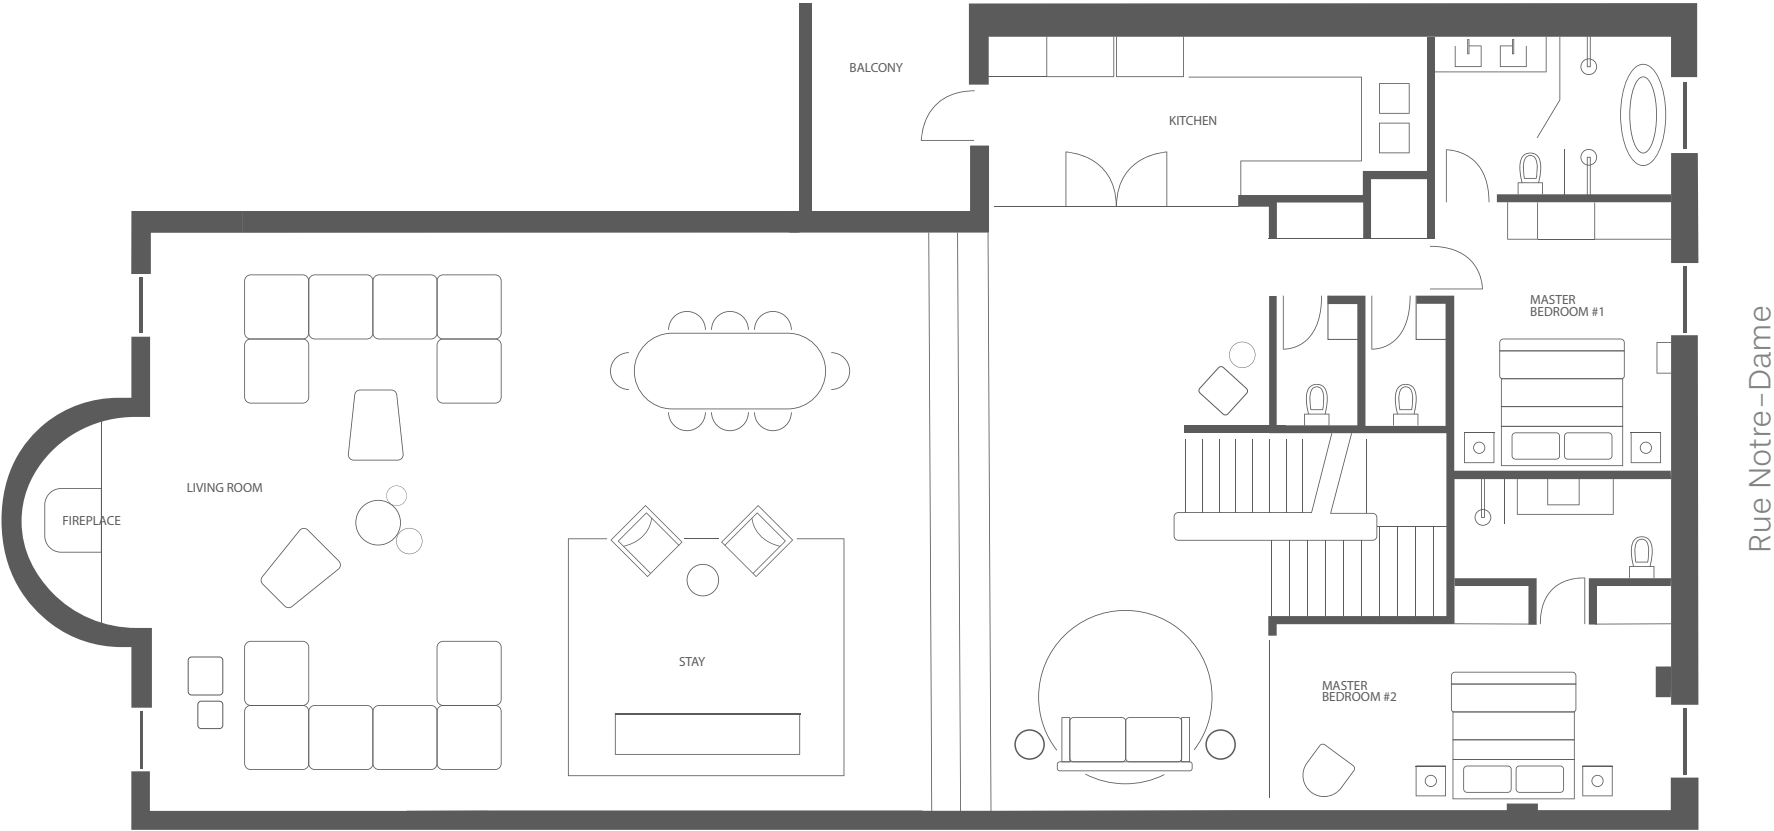 BALCONY
KITCHEN
MASTER
BEDROOM #1
LIVING ROOM
FIREPLACE
STAY
MASTER
BEDROOM #2
Rue Notre-Dame